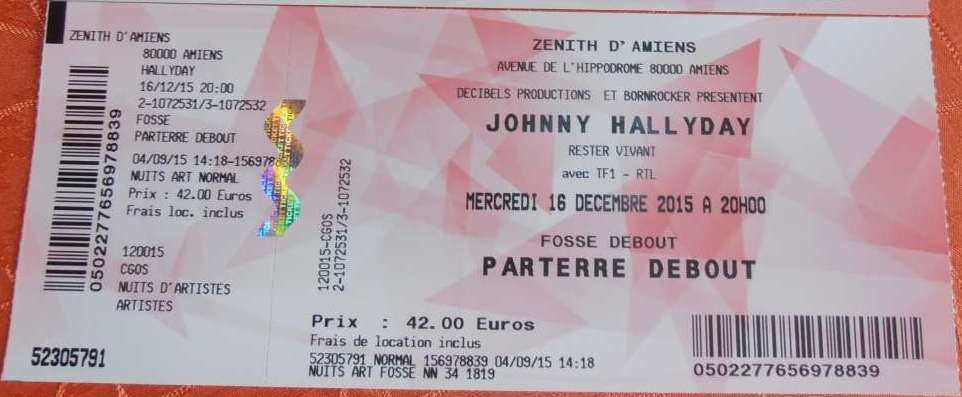 ZENITH D'AMIENS
80000 AMIENS
HALLYDAY
16/12/15 20:00
2-1072531/3-1072532
FOSSE
PARTERRE DEBOUT
04/09/15 14:18-156978
NUITS ART NORMAL
Prix : 42.00 Euros
Frais loc. inclus
120015
CGOS
NUITS D'ARTISTES
ARTISTES
52305791
0502277656978839
120015-CGOS
2-1072531/3-1072532
ZENITH D'AMIENS
AVENUE DE L'HIPPODROME 80000 AMIENS
DECIBELS PRODUCTIONS ET BORNROCKER PRESENTENT
JOHNNY HALLYDAY
RESTER VIVANT
avec TF1 - RTL
MERCREDI 16 DECEMBRE 2015 A 20H00
FOSSE DEBOUT
PARTERRE DEBOUT
Prix : 42.00 Euros
Frais de location inclus
52305791 NORMAL 156978839 04/09/15 14:18
NUITS ART FOSSE NN 34 1819
0502277656978839